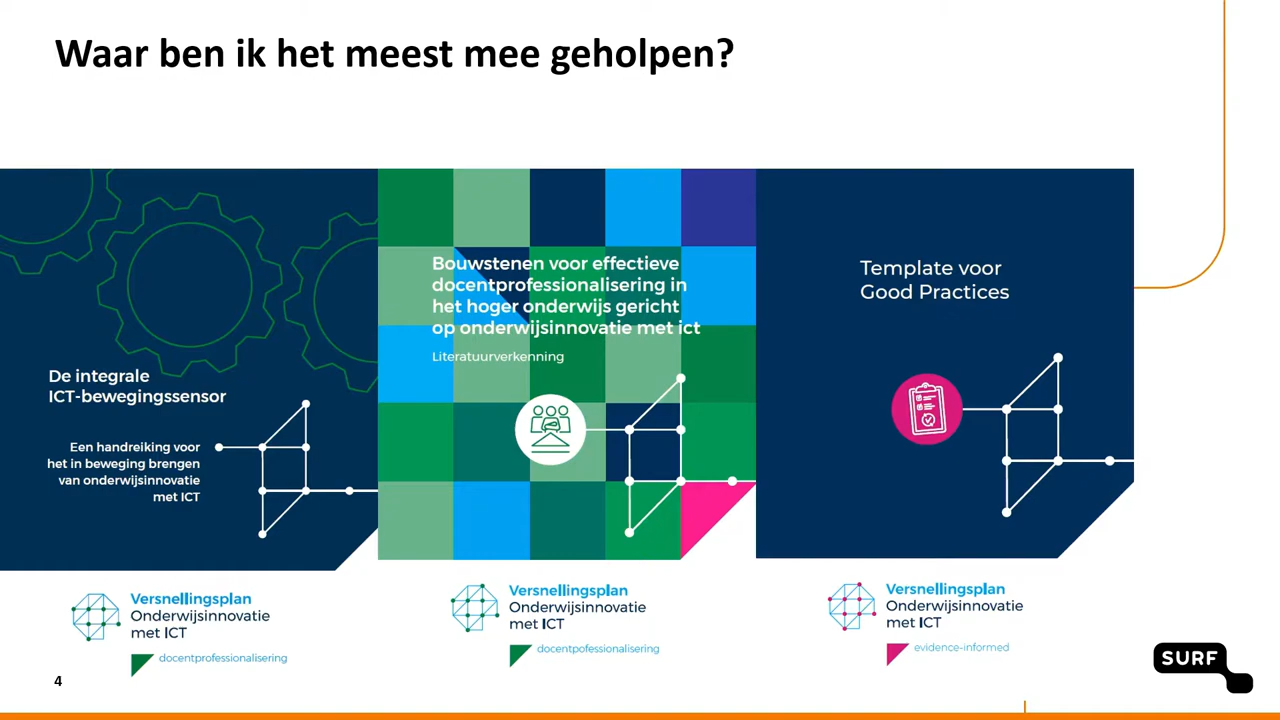 Waar ben ik het meest mee geholpen?
De integrale
ICT-bewegingssensor
Een handreiking voor
het in beweging brengen
van onderwijsinnovatie
met ICT
Versnellingsplan
Onderwijsinnovatie
met ICT
docentprofessionalisering
Bouwstenen voor effectieve
docentprofessionalisering in
het hoger onderwijs gericht
op onderwijsinnovatie met ict
Literatuurverkenning
Versnellingsplan
Onderwijsinnovatie
met ICT
docentpofessionalisering
Template voor
Good Practices
Versnellingsplan
Onderwijsinnovatie
met ICT
evidence-informed
SURF
4